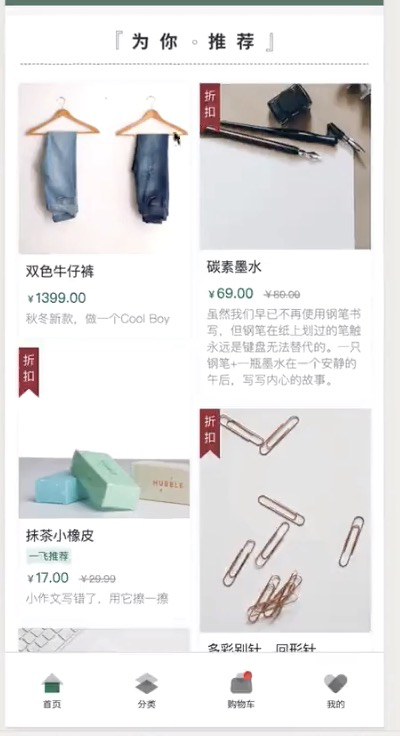 『为你·推荐』
双色牛仔裤
¥1399.00
秋冬新款，做一个Cool Boy
折扣
碳素墨水
¥69.00 ¥80.00
虽然我们早已不再使用钢笔书
写，但钢笔在纸上划过的笔触
永远是键盘无法替代的。一只
钢笔+一瓶墨水在一个安静的
午后，写写内心的故事。
折扣
HUBBLE
抹茶小橡皮
一飞推荐
¥17.00 ¥29.99
小作文写错了，用它擦一擦
折扣
多彩别针，回形针
首页
分类
购物车
我的